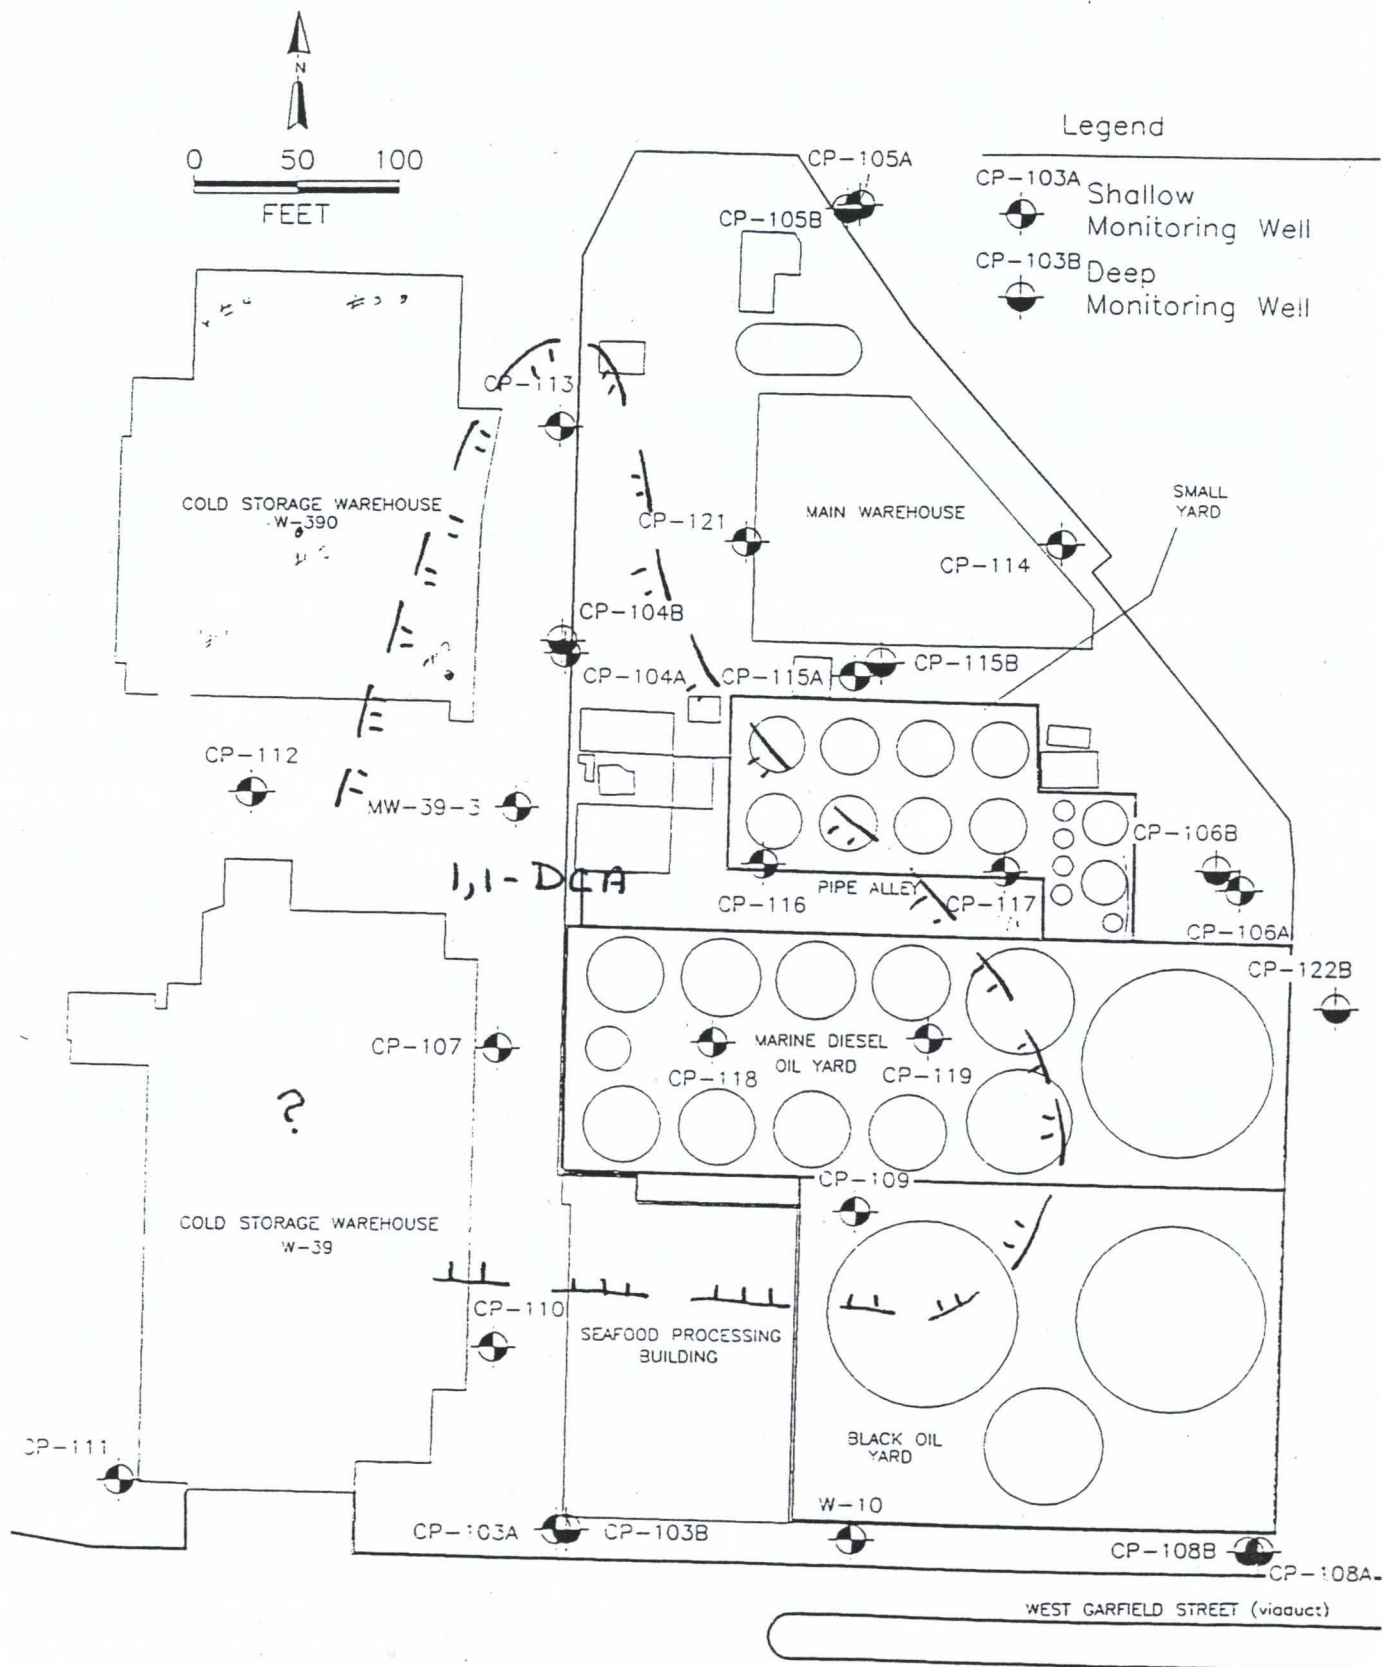 N
0 50 100
FEET
Legend
CP-103A
Shallow
Monitoring Well
CP-103B
Deep
Monitoring Well
CP-105A
CP-105B
CP-113
COLD STORAGE WAREHOUSE
W-390
CP-121
MAIN WAREHOUSE
SMALL
YARD
CP-114
CP-104B
CP-104A
CP-115A
CP-115B
CP-112
MW-39-3
CP-106B
1,1-DCA
PIPE ALLEY
CP-116
CP-117
CP-106A
CP-122B
CP-107
MARINE DIESEL
OIL YARD
CP-118
CP-119
?
CP-109
COLD STORAGE WAREHOUSE
W-39
CP-110
SEAFOOD PROCESSING
BUILDING
CP-111
BLACK OIL
YARD
W-10
CP-103A
CP-103B
CP-108B
CP-108A
WEST GARFIELD STREET (viaduct)